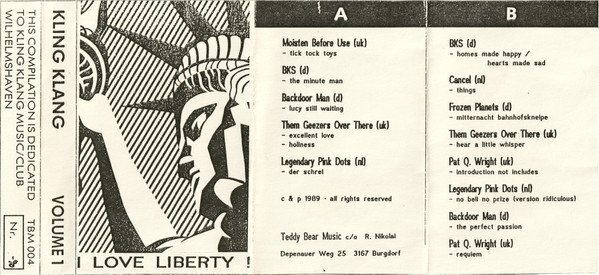 KLING KLANG VOLUME 1
THIS COMPILATION IS DEDICATED
TO KLING KLANG MUSIC/CLUB
WILHELMSHAVEN
TBM 004
Nr.
I LOVE LIBERTY !
A
Moisten Before Use (uk)
- tick tock toys
BKS (d)
- the minute man
Backdoor Man (d)
- lucy still waiting
Them Geezers Over There (uk)
- excellent love
- holiness
Legendary Pink Dots (nl)
- der schrei
c & p 1989 · all rights reserved
Teddy Bear Music c/o R. Nikolai
Depenauer Weg 25 3167 Burgdorf
B
BKS (d)
- homes made happy /
hearts made sad
Cancel (nl)
- things
Frozen Planets (d)
- mitternacht bahnhofskneipe
Them Geezers Over There (uk)
- hear a little whisper
Pat Q. Wright (uk)
- introduction not includes
Legendary Pink Dots (nl)
- no bell no prize (version ridiculous)
Backdoor Man (d)
- the perfect passion
Pat Q. Wright (uk)
- requiem